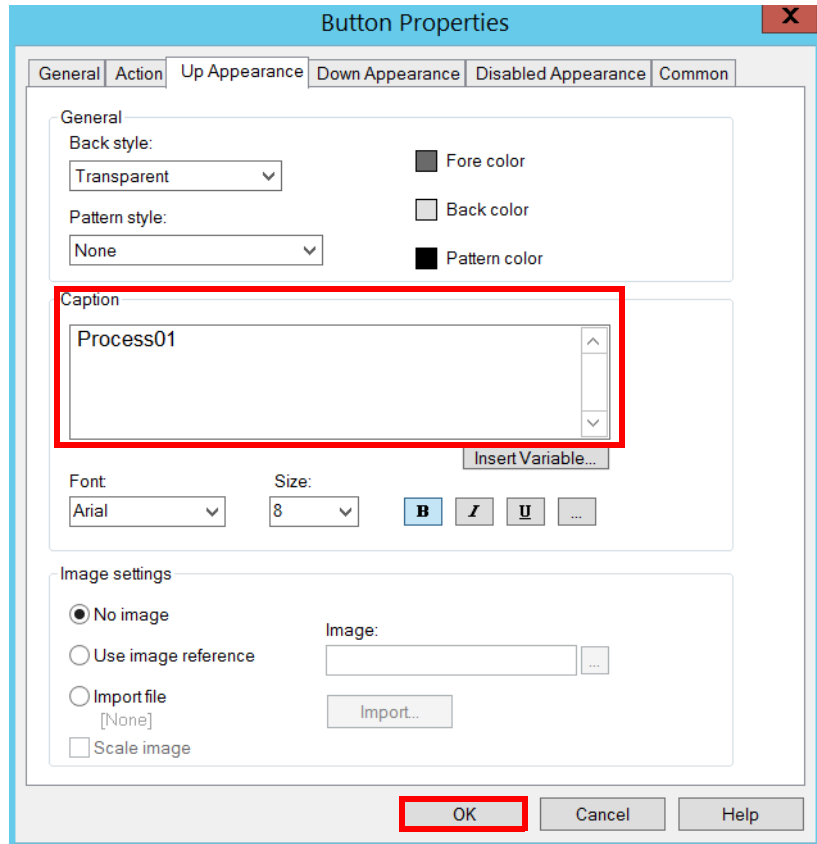 Button Properties
X
General Action Up Appearance Down Appearance Disabled Appearance Common
General
Back style:
Transparent
Fore color
Pattern style:
Back color
None
Pattern color
Caption
Process01
Insert Variable...
Font: Size:
Arial 8 B I U ...
Image settings
No image
Image:
Use image reference ...
Import file
[None]
Import...
Scale image
OK Cancel Help